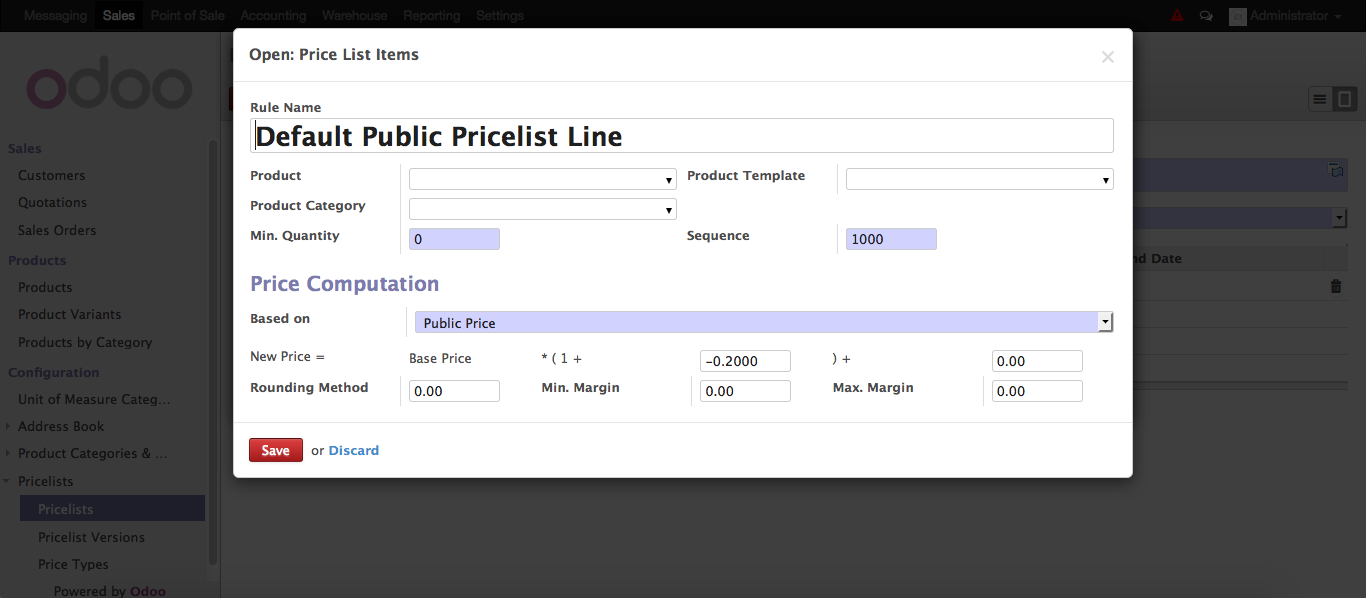 Messaging Sales Point of Sale Accounting Warehouse Reporting Settings Administrator
odoo
Sales
Customers
Quotations
Sales Orders
Products
Products
Product Variants
Products by Category
Configuration
Unit of Measure Categ...
Address Book
Product Categories & ...
Pricelists
Pricelists
Pricelist Versions
Price Types
Powered by Odoo
Open: Price List Items ×
Rule Name
Default Public Pricelist Line
Product Product Template
Product Category
Min. Quantity 0 Sequence 1000
Price Computation
Based on Public Price
New Price = Base Price * ( 1 + -0.2000 ) + 0.00
Rounding Method 0.00 Min. Margin 0.00 Max. Margin 0.00
Save or Discard
nd Date